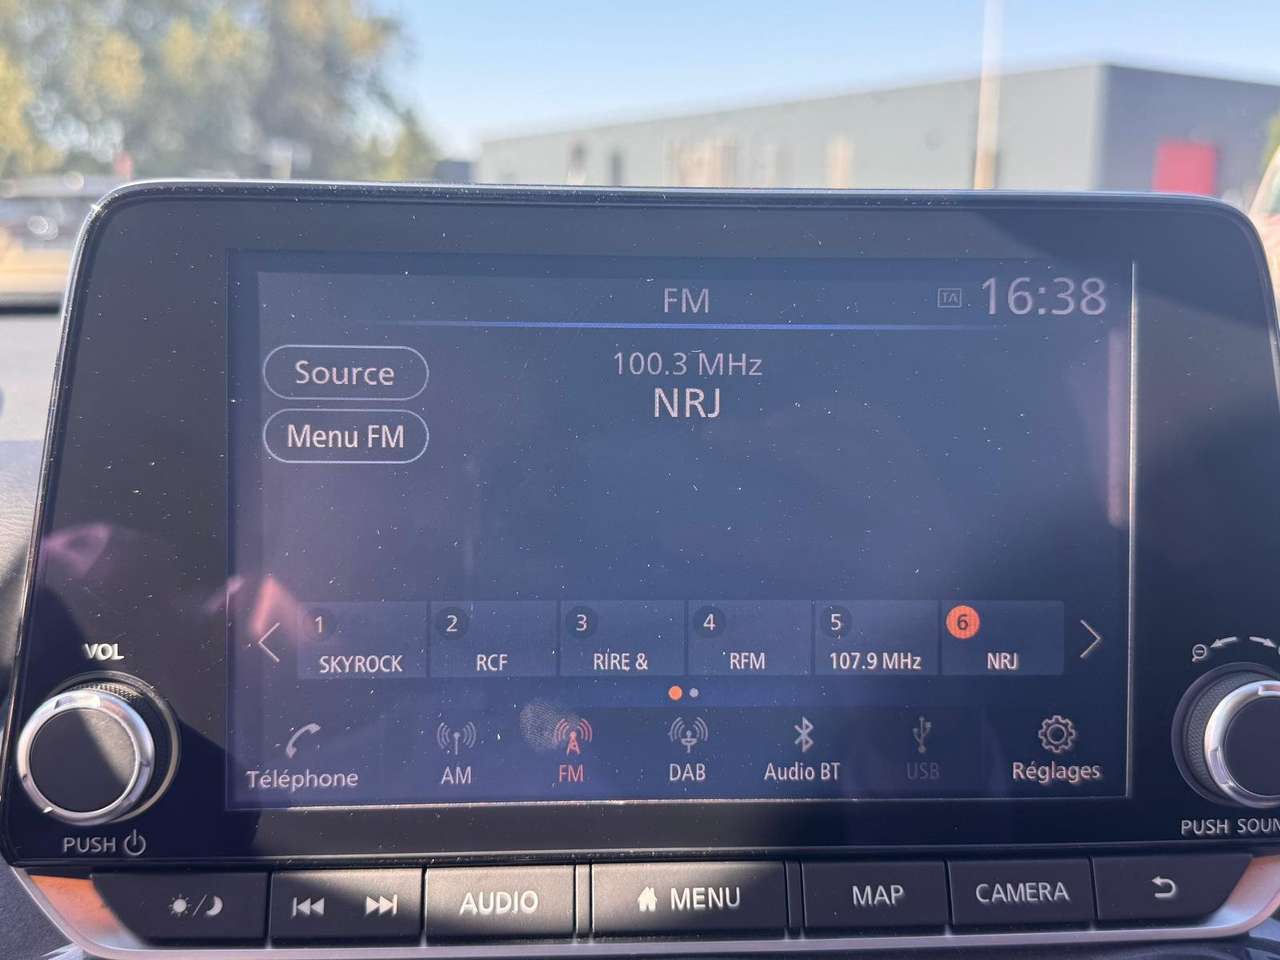 FM
TA
16:38
Source
100.3 MHz
NRJ
Menu FM
1
SKYROCK
2
RCF
3
RIRE &
4
RFM
5
107.9 MHz
6
NRJ
Téléphone
AM
FM
DAB
Audio BT
USB
Réglages
VOL
PUSH
PUSH SOUN
AUDIO
MENU
MAP
CAMERA